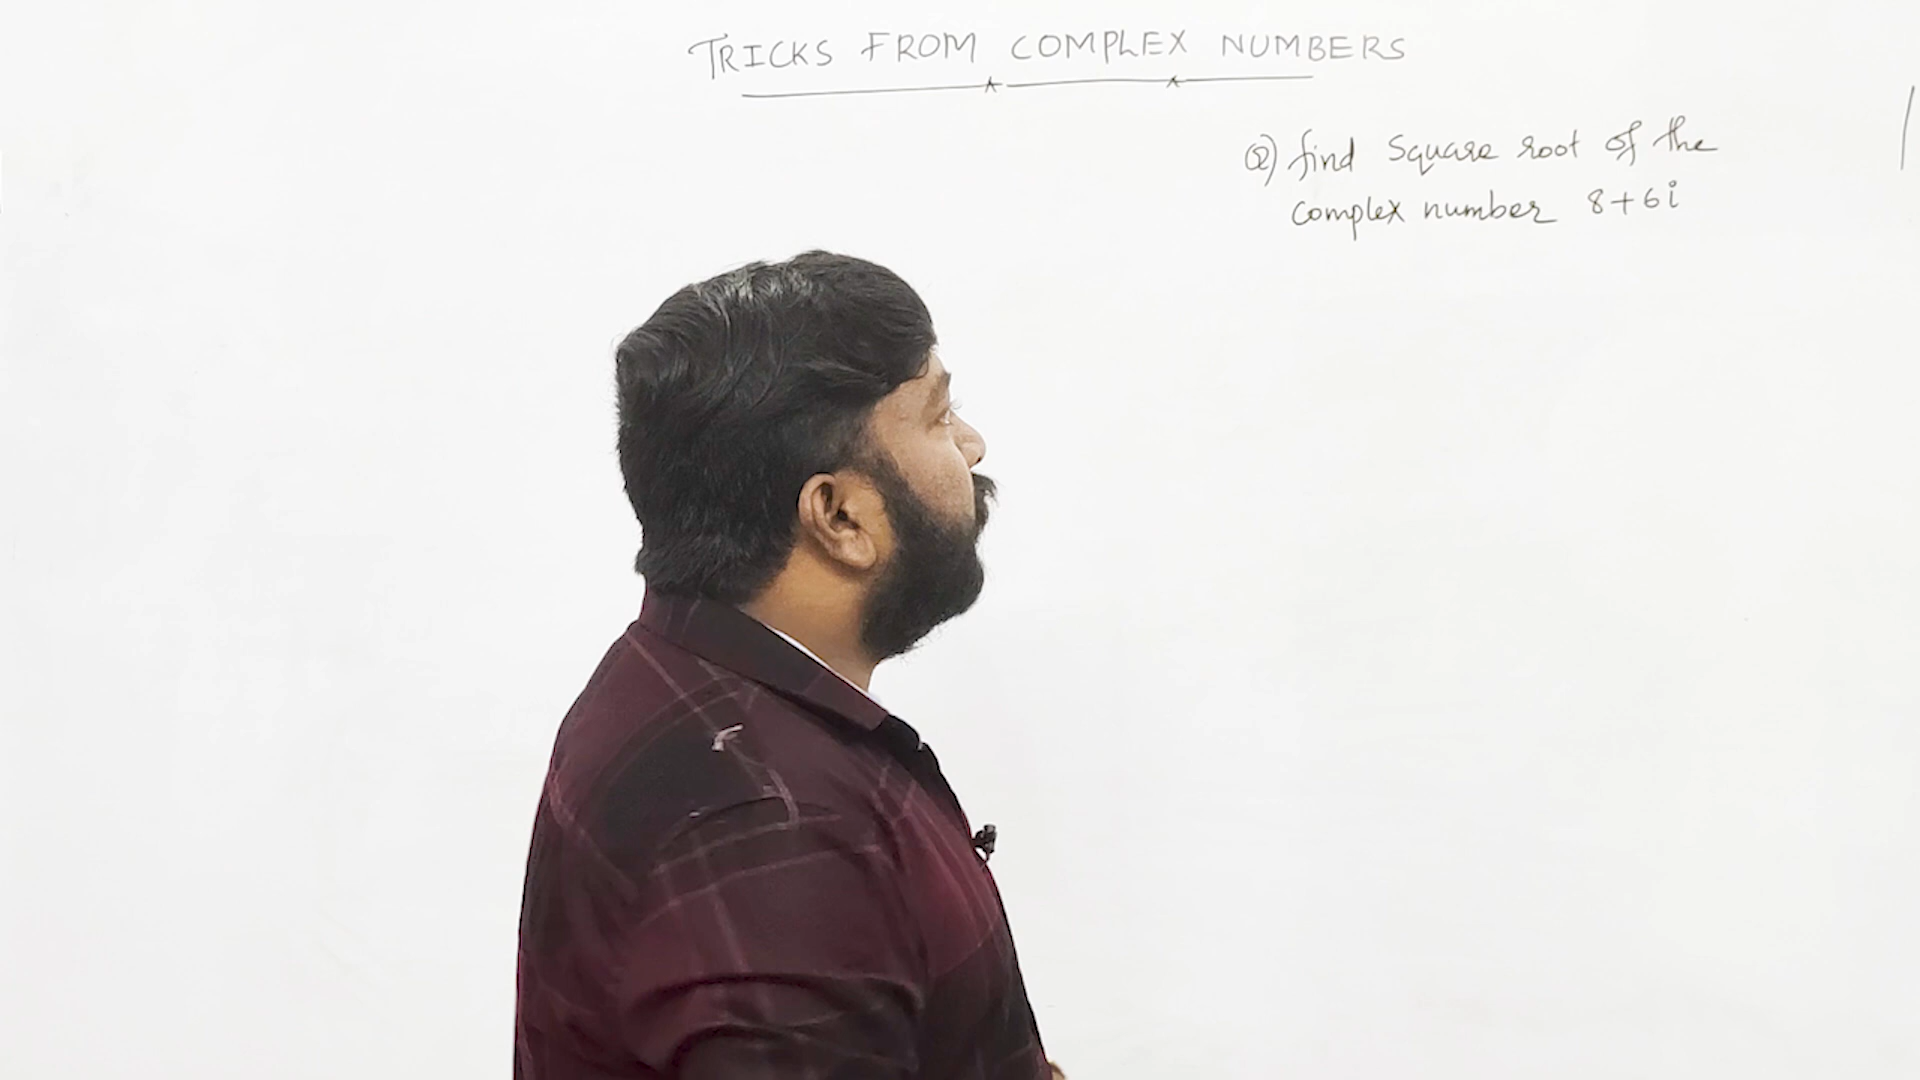 TRICKS FROM COMPLEX NUMBERS
Q) find Square root of the
complex number 8+6i